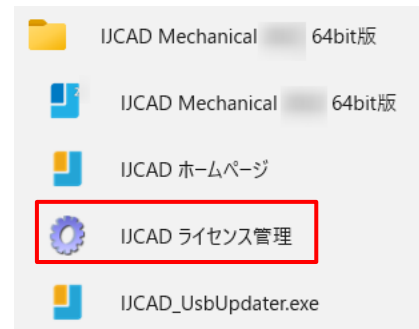 IJCAD Mechanical 64bit版
IJCAD Mechanical 64bit版
IJCAD ホームページ
IJCAD ライセンス管理
IJCAD_UsbUpdater.exe